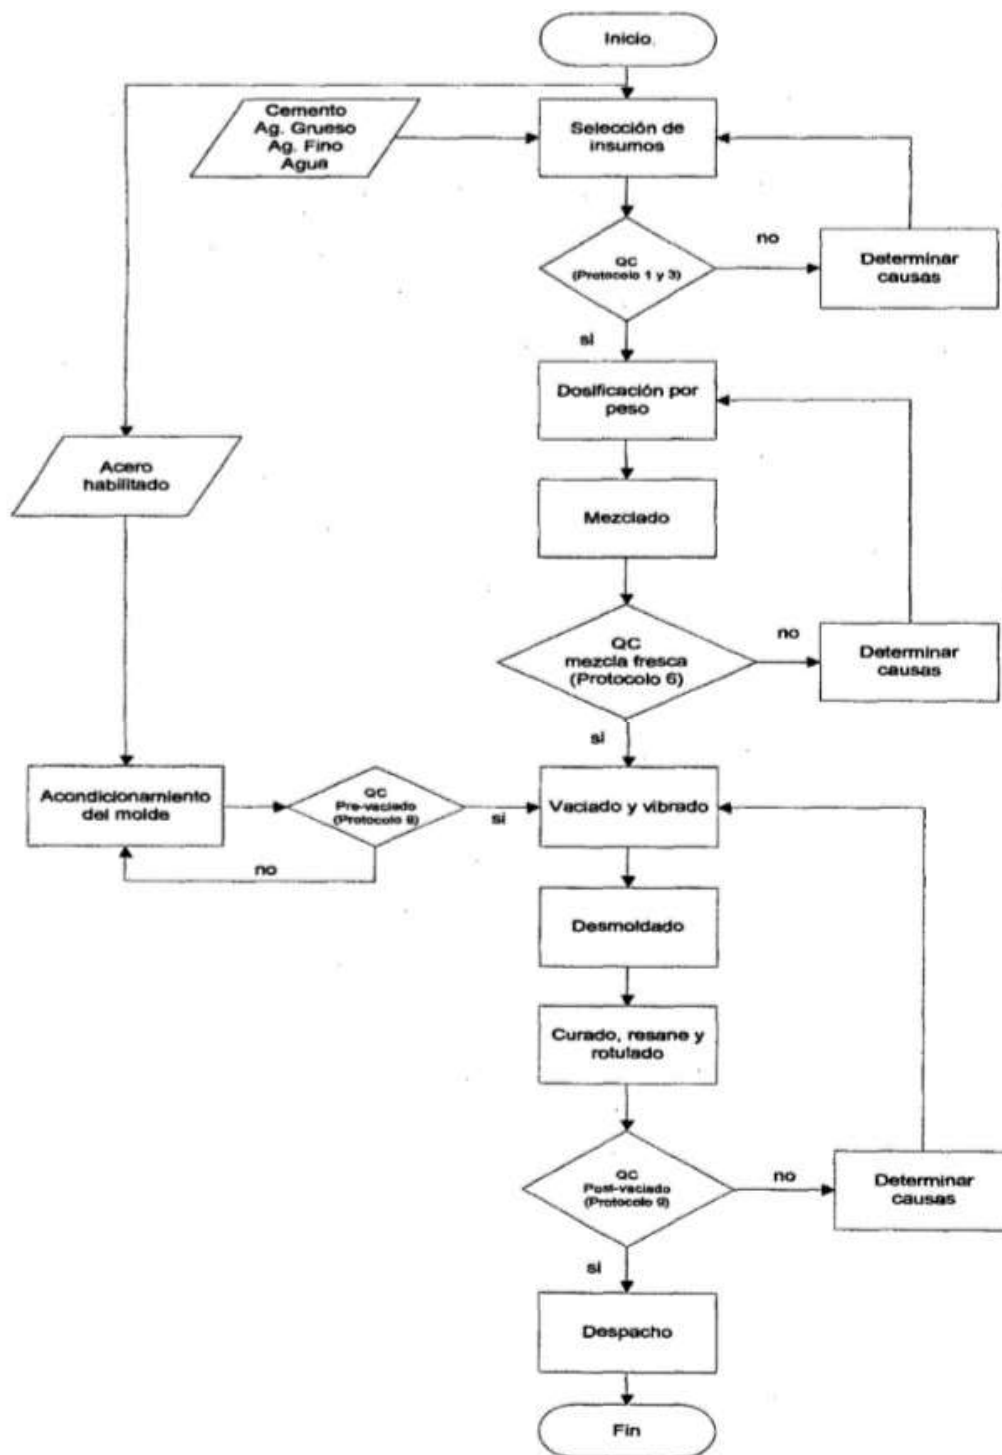 Inicio
Cemento
Ag. Grueso
Ag. Fino
Agua
Selección de
insumos
QC
(Protocolo 1 y 3)
no
Determinar
causas
si
Dosificación por
peso
Acero
habilitado
Mezclado
QC
mezcla fresca
(Protocolo 6)
no
Determinar
causas
si
Acondicionamiento
del molde
QC
Pre-vaciado
(Protocolo 8)
si
no
Vaciado y vibrado
Desmoldado
Curado, resane y
rotulado
QC
Post-vaciado
(Protocolo 9)
no
Determinar
causas
si
Despacho
Fin